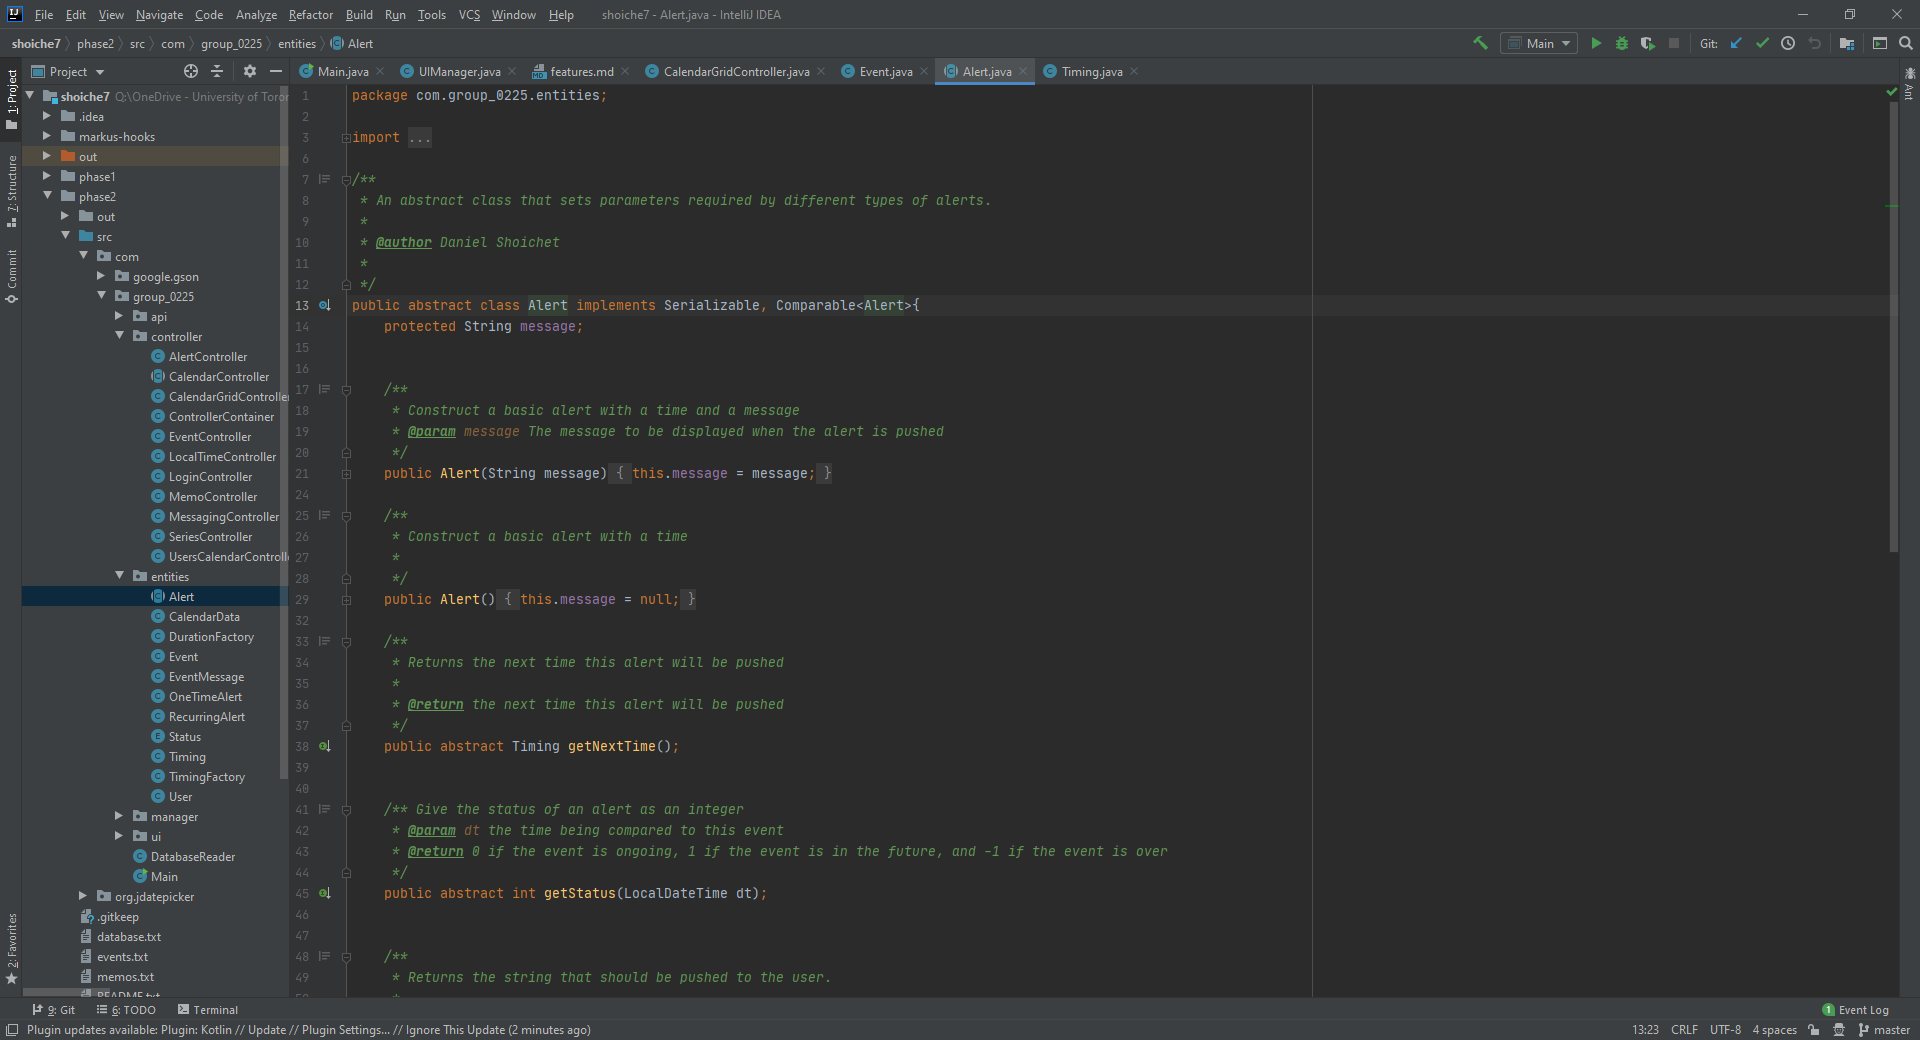 File Edit View Navigate Code Analyze Refactor Build Run Tools VCS Window Help shoiche7 - Alert.java - IntelliJ IDEA
shoiche7 phase2 src com group_0225 entities Alert Main Git:
Project
Main.java UIManager.java features.md CalendarGridController.java Event.java Alert.java Timing.java
1: Project
7: Structure
Commit
2: Favorites
Ant
shoiche7 Q:\OneDrive - University of Toron
.idea
markus-hooks
out
phase1
phase2
out
src
com
google.gson
group_0225
api
controller
AlertController
CalendarController
CalendarGridController
ControllerContainer
EventController
LocalTimeController
LoginController
MemoController
MessagingController
SeriesController
UsersCalendarControlle
entities
Alert
CalendarData
DurationFactory
Event
EventMessage
OneTimeAlert
RecurringAlert
Status
Timing
TimingFactory
User
manager
ui
DatabaseReader
Main
org.jdatepicker
.gitkeep
database.txt
events.txt
memos.txt
README.txt
1 package com.group_0225.entities;
2
3 import ...
6
7 /**
8 * An abstract class that sets parameters required by different types of alerts.
9 *
10 * @author Daniel Shoichet
11 *
12 */
13 public abstract class Alert implements Serializable, Comparable<Alert>{
14 protected String message;
15
16
17 /**
18 * Construct a basic alert with a time and a message
19 * @param message The message to be displayed when the alert is pushed
20 */
21 public Alert(String message) { this.message = message; }
24
25 /**
26 * Construct a basic alert with a time
27 *
28 */
29 public Alert() { this.message = null; }
32
33 /**
34 * Returns the next time this alert will be pushed
35 *
36 * @return the next time this alert will be pushed
37 */
38 public abstract Timing getNextTime();
39
40
41 /** Give the status of an alert as an integer
42 * @param dt the time being compared to this event
43 * @return 0 if the event is ongoing, 1 if the event is in the future, and -1 if the event is over
44 */
45 public abstract int getStatus(LocalDateTime dt);
46
47
48 /**
49 * Returns the string that should be pushed to the user.
50 *
9: Git 6: TODO Terminal 1 Event Log
Plugin updates available: Plugin: Kotlin // Update // Plugin Settings... // Ignore This Update (2 minutes ago) 13:23 CRLF UTF-8 4 spaces master